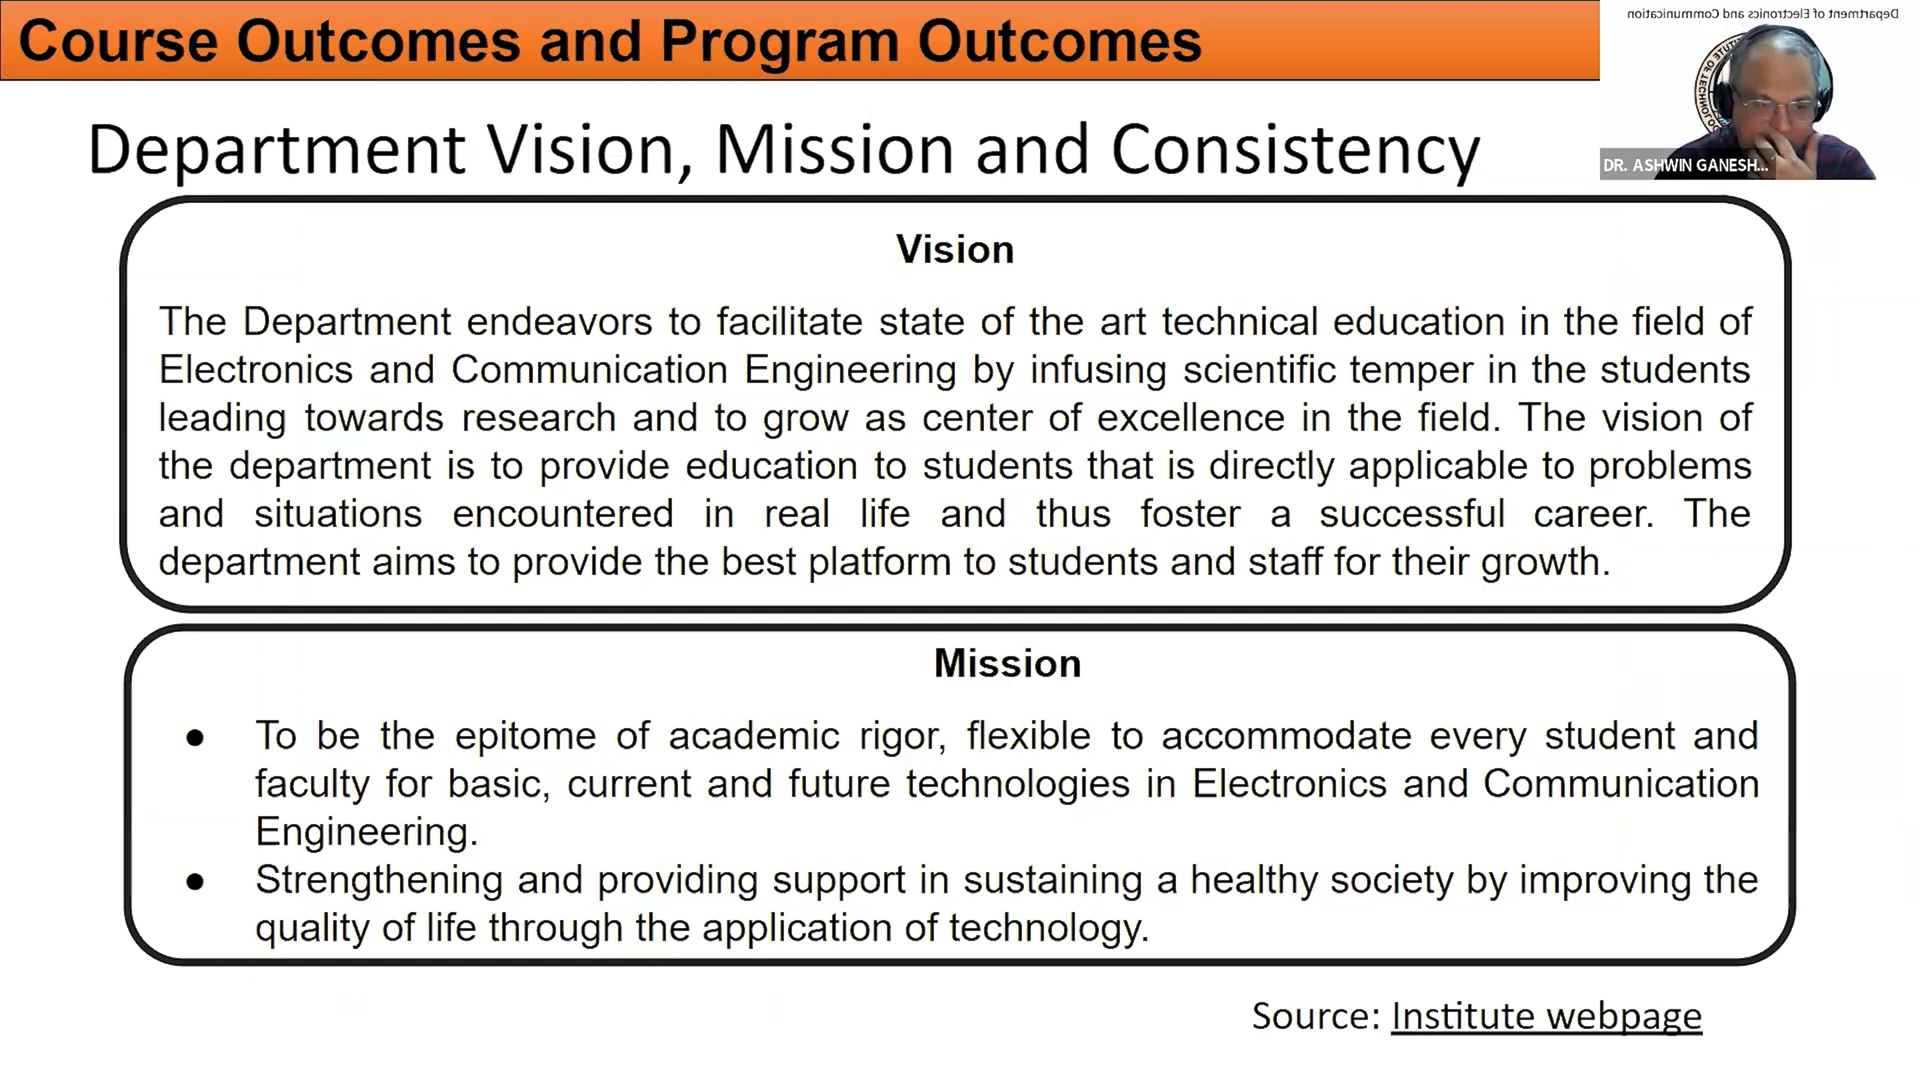 Course Outcomes and Program Outcomes
Department of Electronics and Communication
DR. ASHWIN GANESH...
Department Vision, Mission and Consistency
Vision
The Department endeavors to facilitate state of the art technical education in the field of
Electronics and Communication Engineering by infusing scientific temper in the students
leading towards research and to grow as center of excellence in the field. The vision of
the department is to provide education to students that is directly applicable to problems
and situations encountered in real life and thus foster a successful career. The
department aims to provide the best platform to students and staff for their growth.
Mission
● To be the epitome of academic rigor, flexible to accommodate every student and
faculty for basic, current and future technologies in Electronics and Communication
Engineering.
● Strengthening and providing support in sustaining a healthy society by improving the
quality of life through the application of technology.
Source: Institute webpage